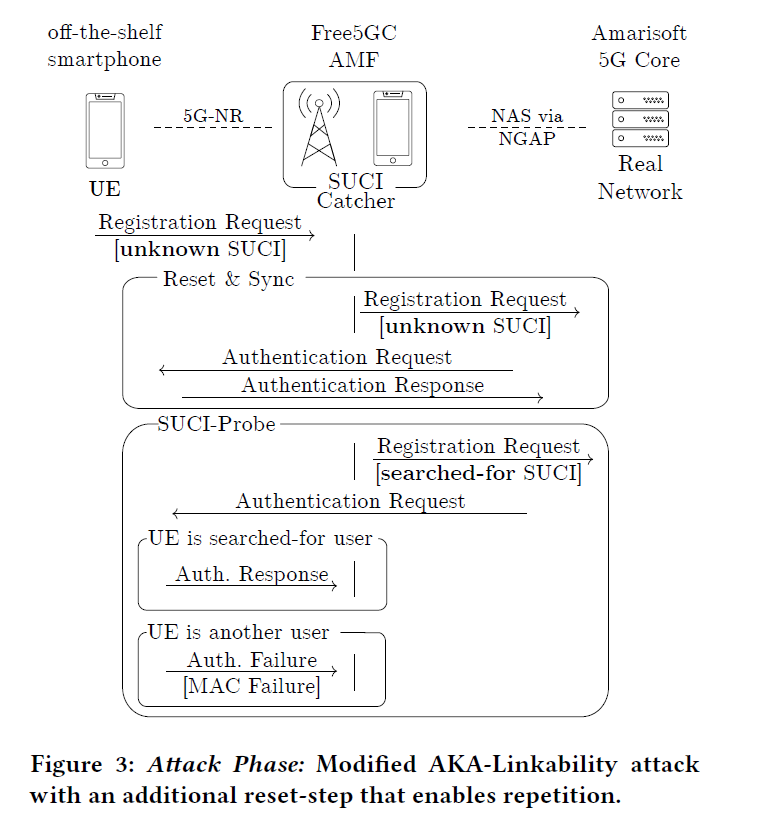 off-the-shelf
smartphone
Free5GC
AMF
Amarisoft
5G Core
5G-NR
NAS via
NGAP
UE
SUCI
Catcher
Real
Network
Registration Request
[unknown SUCI]
Reset & Sync
Registration Request
[unknown SUCI]
Authentication Request
Authentication Response
SUCI-Probe
Registration Request
[searched-for SUCI]
Authentication Request
UE is searched-for user
Auth. Response
UE is another user
Auth. Failure
[MAC Failure]
Figure 3: Attack Phase: Modified AKA-Linkability attack
with an additional reset-step that enables repetition.